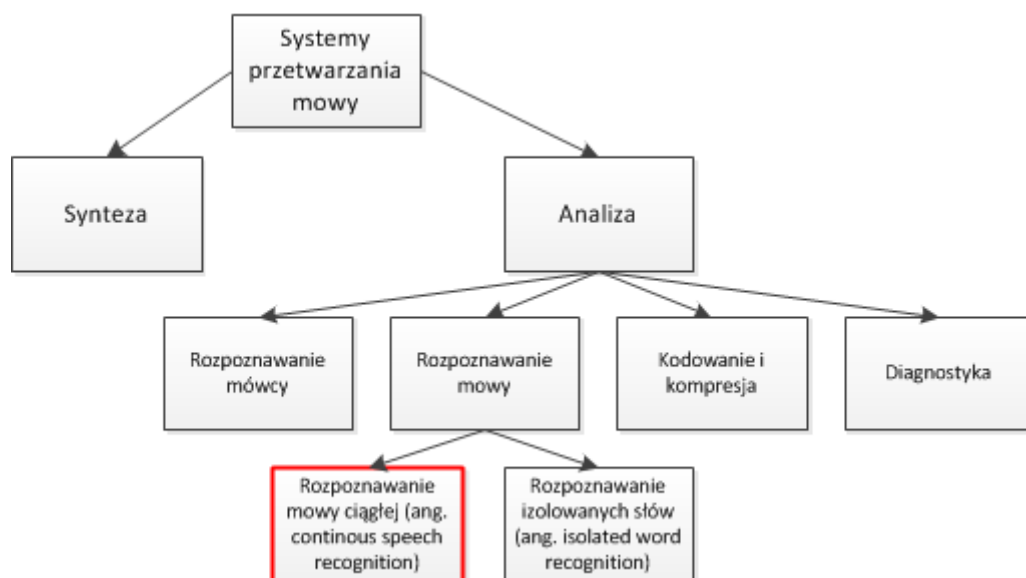 Systemy
przetwarzania
mowy
Synteza
Analiza
Rozpoznawanie
mówcy
Rozpoznawanie
mowy
Kodowanie i
kompresja
Diagnostyka
Rozpoznawanie
mowy ciągłej (ang.
continous speech
recognition)
Rozpoznawanie
izolowanych słów
(ang. isolated word
recognition)